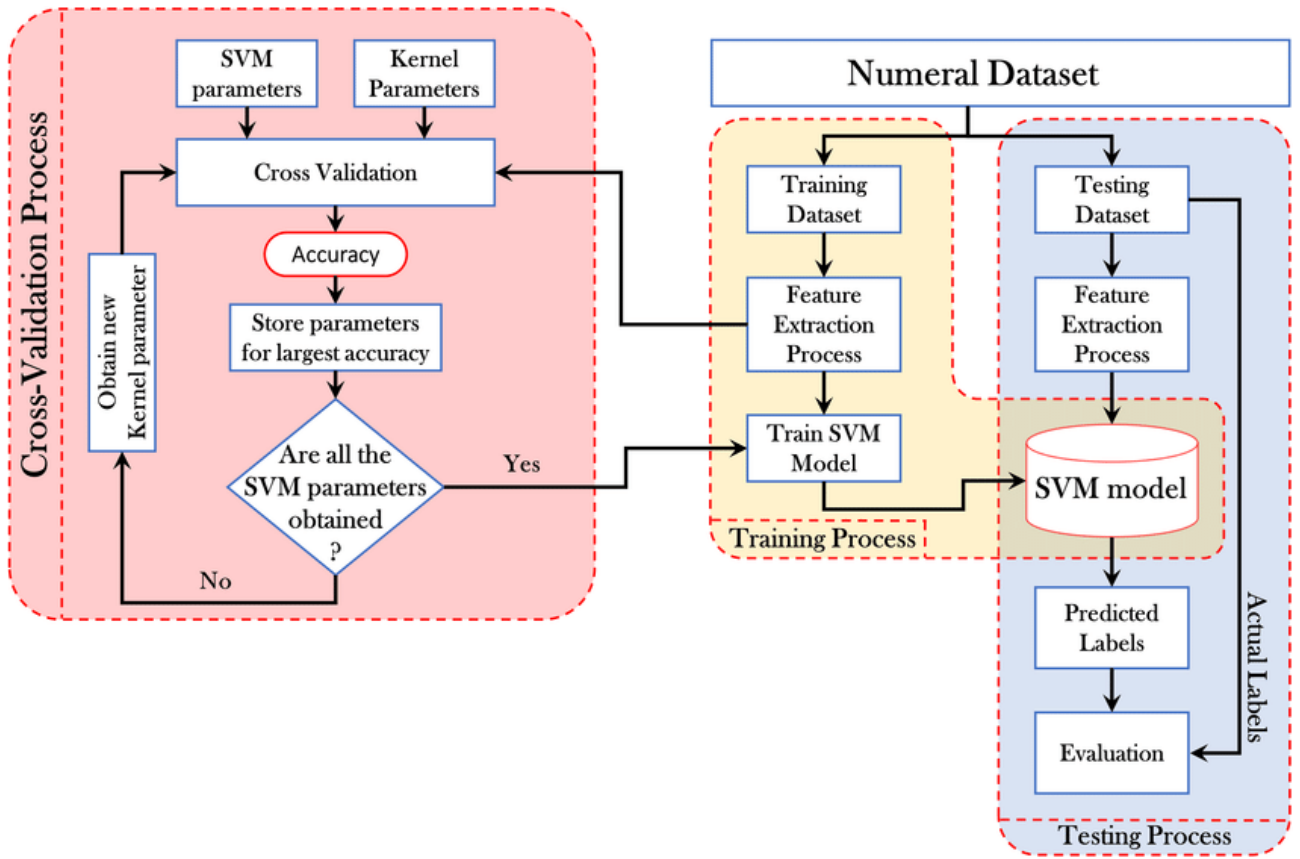 Cross-Validation Process
SVM
parameters
Kernel
Parameters
Cross Validation
Accuracy
Store parameters
for largest accuracy
Obtain new
Kernel parameter
Are all the
SVM parameters
obtained
?
Yes
No
Numeral Dataset
Training
Dataset
Feature
Extraction
Process
Train SVM
Model
Training Process
Testing
Dataset
Feature
Extraction
Process
SVM model
Predicted
Labels
Actual Labels
Evaluation
Testing Process